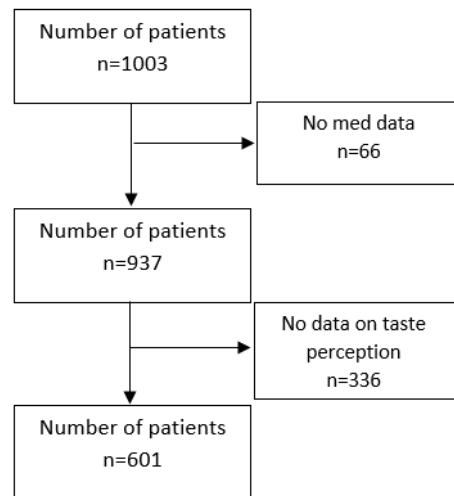 Number of patients
n=1003
No med data
n=66
Number of patients
n=937
No data on taste
perception
n=336
Number of patients
n=601